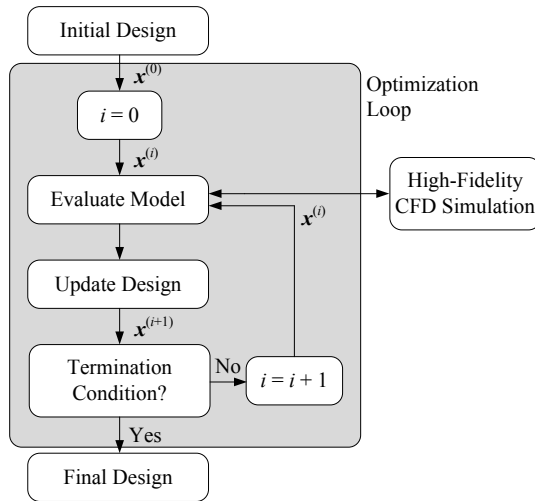 Initial Design
x^(0)
Optimization
Loop
i = 0
x^(i)
Evaluate Model
High-Fidelity
CFD Simulation
x^(i)
Update Design
x^(i+1)
Termination
Condition?
No
i = i + 1
Yes
Final Design